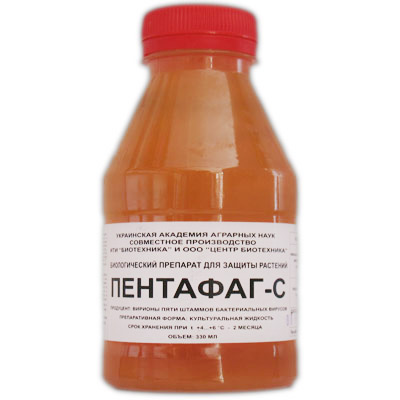 УКРАИНСКАЯ АКАДЕМИЯ АГРАРНЫХ НАУК
СОВМЕСТНОЕ ПРОИЗВОДСТВО
ИТИ "БИОТЕХНИКА" И ООО "ЦЕНТР БИОТЕХНИКА"
БИОЛОГИЧЕСКИЙ ПРЕПАРАТ ДЛЯ ЗАЩИТЫ РАСТЕНИЙ
ПЕНТАФАГ-С
ПРОДУЦЕНТ: ВИРИОНЫ ПЯТИ ШТАММОВ БАКТЕРИАЛЬНЫХ ВИРУСОВ
ПРЕПАРАТИВНАЯ ФОРМА: КУЛЬТУРАЛЬНАЯ ЖИДКОСТЬ
СРОК ХРАНЕНИЯ ПРИ t +4...+6 °С - 2 МЕСЯЦА
ОБЪЕМ: 330 МЛ